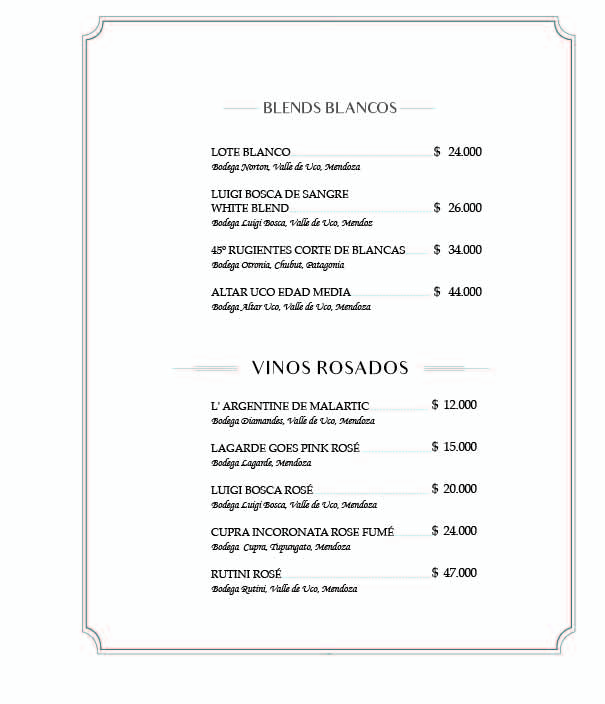 BLENDS BLANCOS
LOTE BLANCO $ 24.000
Bodega Norton, Valle de Uco, Mendoza
LUIGI BOSCA DE SANGRE
WHITE BLEND $ 26.000
Bodega Luigi Bosca, Valle de Uco, Mendoz
45º RUGIENTES CORTE DE BLANCAS $ 34.000
Bodega Otronia, Chubut, Patagonia
ALTAR UCO EDAD MEDIA $ 44.000
Bodega Altar Uco, Valle de Uco, Mendoza
VINOS ROSADOS
L' ARGENTINE DE MALARTIC $ 12.000
Bodega Diamandes, Valle de Uco, Mendoza
LAGARDE GOES PINK ROSÉ $ 15.000
Bodega Lagarde, Mendoza
LUIGI BOSCA ROSÉ $ 20.000
Bodega Luigi Bosca, Valle de Uco, Mendoza
CUPRA INCORONATA ROSE FUMÉ $ 24.000
Bodega Cupra, Tupungato, Mendoza
RUTINI ROSÉ $ 47.000
Bodega Rutini, Valle de Uco, Mendoza